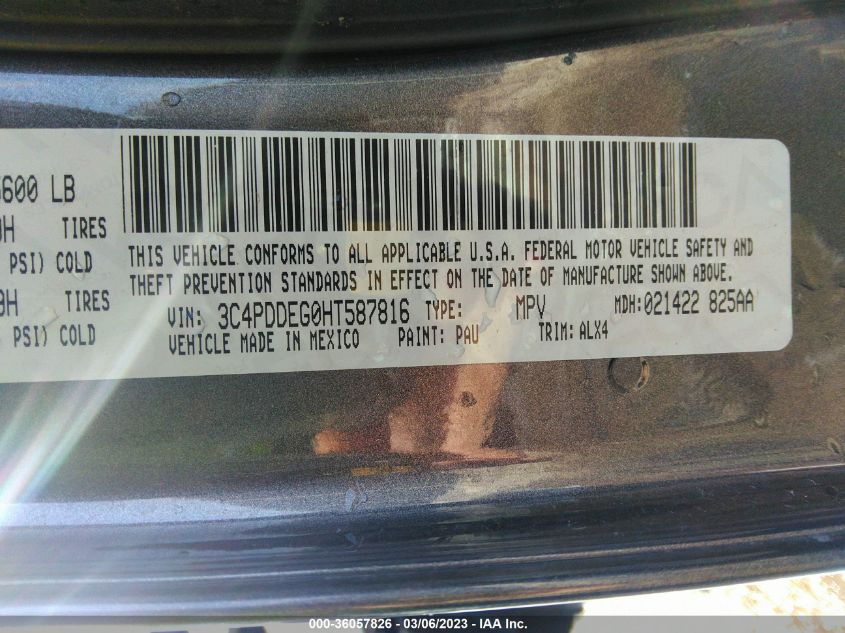 600 LB
TIRES
PSI) COLD
TIRES
PSI) COLD
THIS VEHICLE CONFORMS TO ALL APPLICABLE U.S.A. FEDERAL MOTOR VEHICLE SAFETY AND
THEFT PREVENTION STANDARDS IN EFFECT ON THE DATE OF MANUFACTURE SHOWN ABOVE.
VIN: 3C4PDDEG0HT587816 TYPE: MPV MDH:021422 825AA
VEHICLE MADE IN MEXICO PAINT: PAU TRIM: ALX4
000-36057826 - 03/06/2023 - IAA Inc.